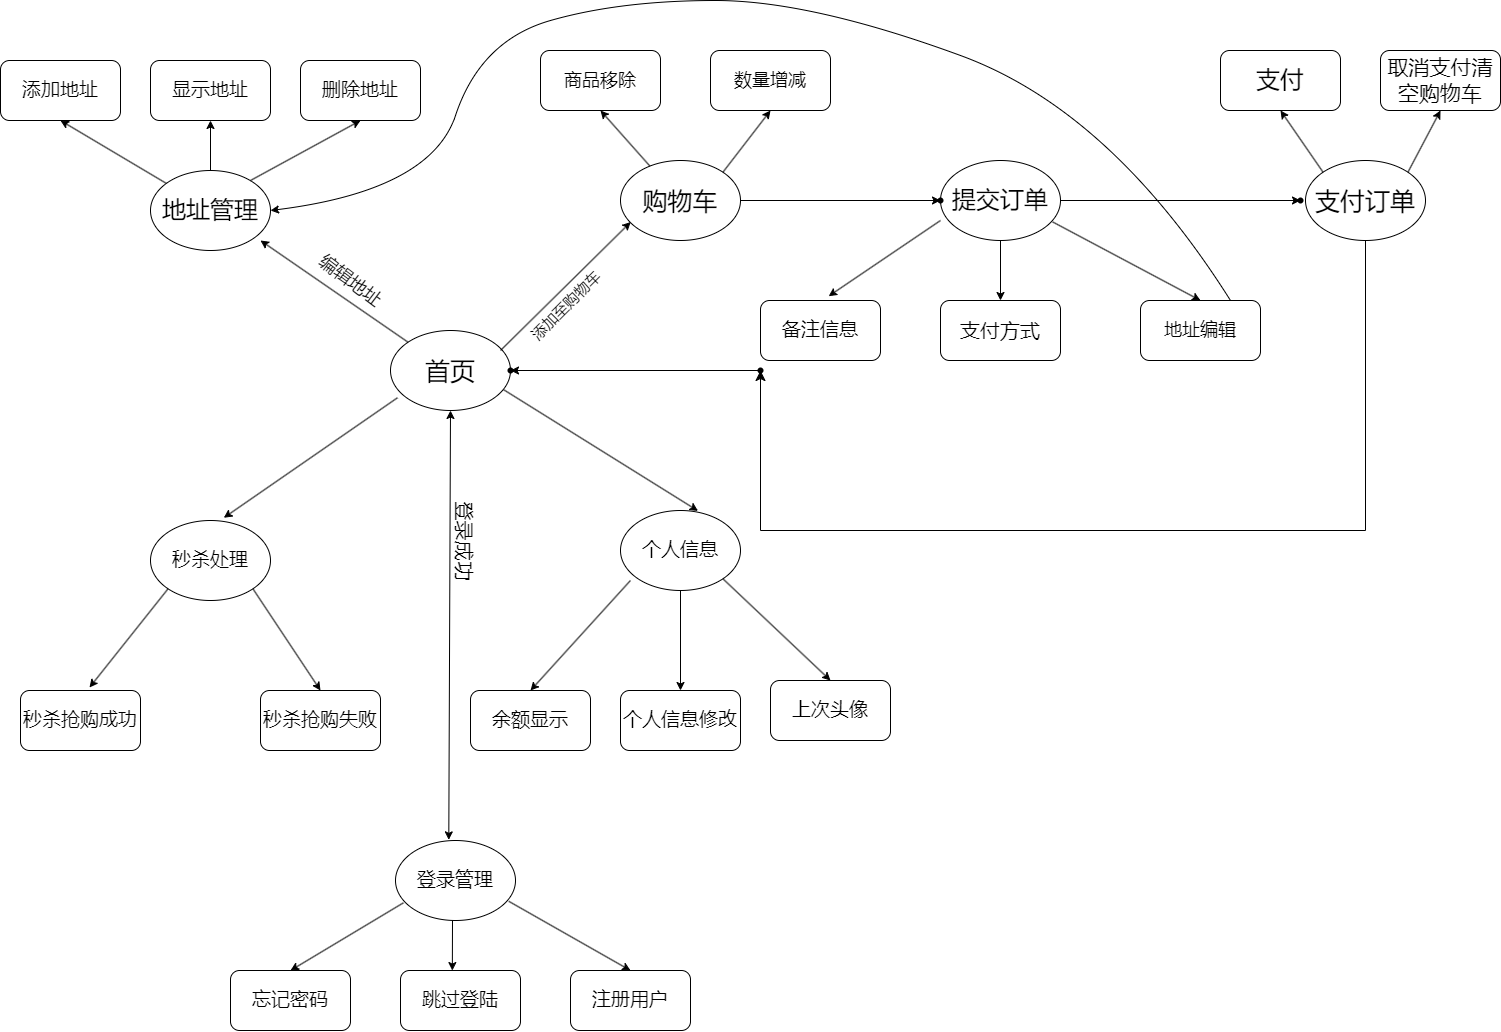 添加地址
显示地址
删除地址
商品移除
数量增减
支付
取消支付清
空购物车
地址管理
购物车
提交订单
支付订单
编辑地址
添加至购物车
备注信息
支付方式
地址编辑
首页
登录成功
秒杀处理
个人信息
秒杀抢购成功
秒杀抢购失败
余额显示
个人信息修改
上次头像
登录管理
忘记密码
跳过登陆
注册用户